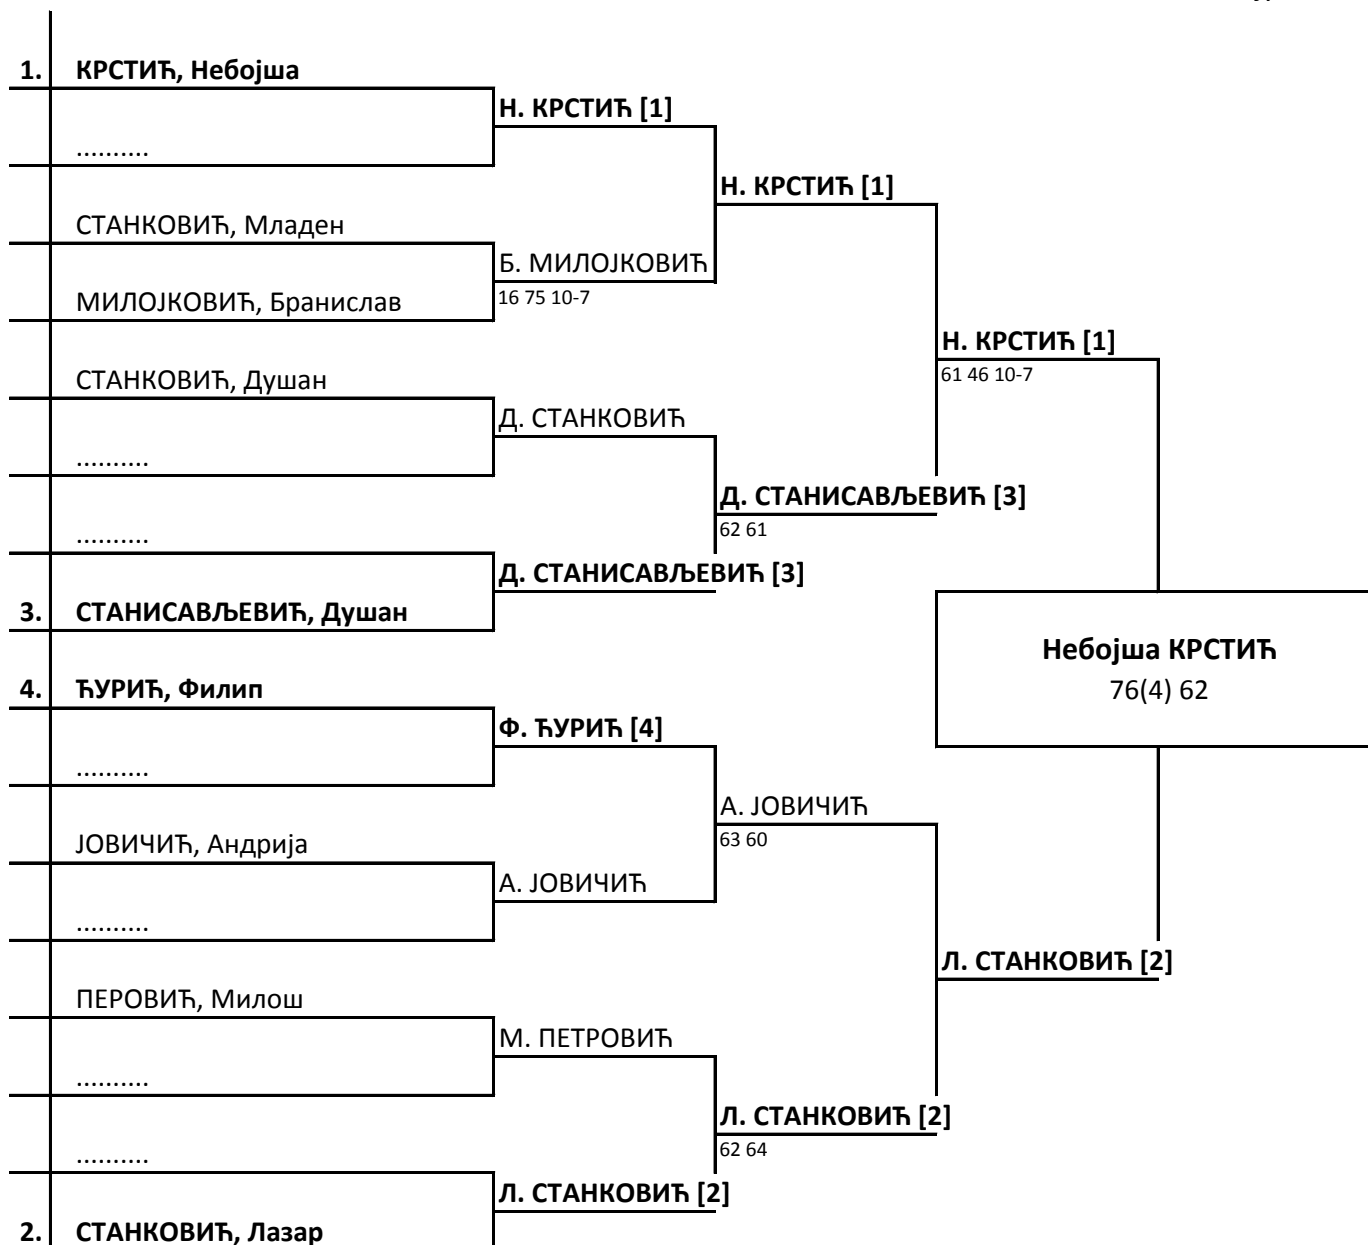 1. КРСТИЋ, Небојша
Н. КРСТИЋ [1]
..........
Н. КРСТИЋ [1]
СТАНКОВИЋ, Младен
Б. МИЛОЈКОВИЋ
16 75 10-7
МИЛОЈКОВИЋ, Бранислав
Н. КРСТИЋ [1]
61 46 10-7
СТАНКОВИЋ, Душан
Д. СТАНКОВИЋ
..........
Д. СТАНИСАВЉЕВИЋ [3]
62 61
..........
Д. СТАНИСАВЉЕВИЋ [3]
3. СТАНИСАВЉЕВИЋ, Душан
Небојша КРСТИЋ
76(4) 62
4. ЋУРИЋ, Филип
Ф. ЋУРИЋ [4]
..........
А. ЈОВИЧИЋ
63 60
ЈОВИЧИЋ, Андрија
А. ЈОВИЧИЋ
..........
Л. СТАНКОВИЋ [2]
ПЕРОВИЋ, Милош
М. ПЕТРОВИЋ
..........
Л. СТАНКОВИЋ [2]
62 64
..........
Л. СТАНКОВИЋ [2]
2. СТАНКОВИЋ, Лазар